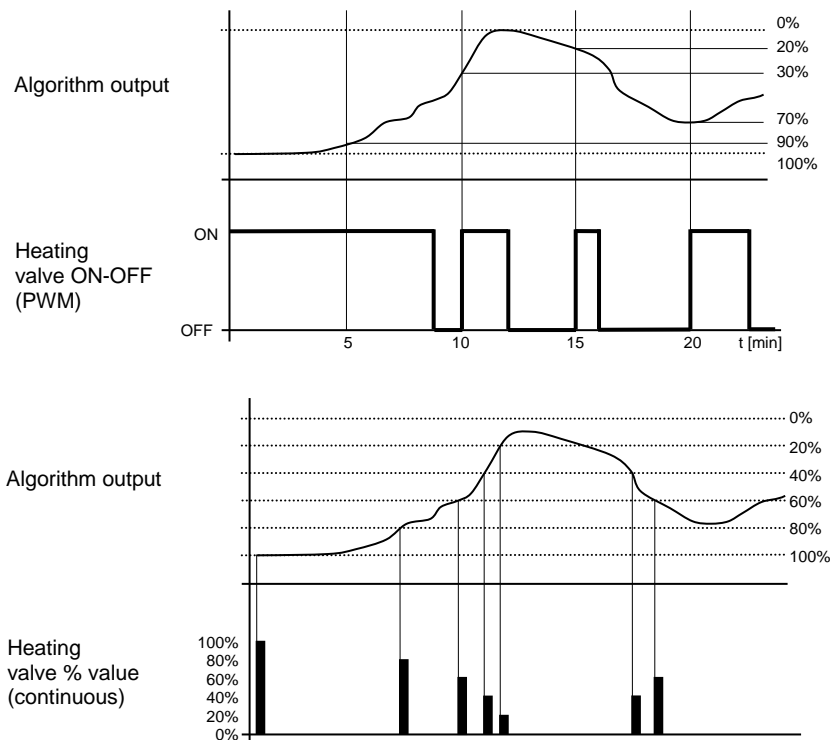 0%
20%
Algorithm output
30%
70%
90%
100%
ON
Heating
valve ON-OFF
(PWM)
OFF
5
10
15
20
t [min]
0%
20%
Algorithm output
40%
60%
80%
100%
Heating
valve % value
(continuous)
100%
80%
60%
40%
20%
0%